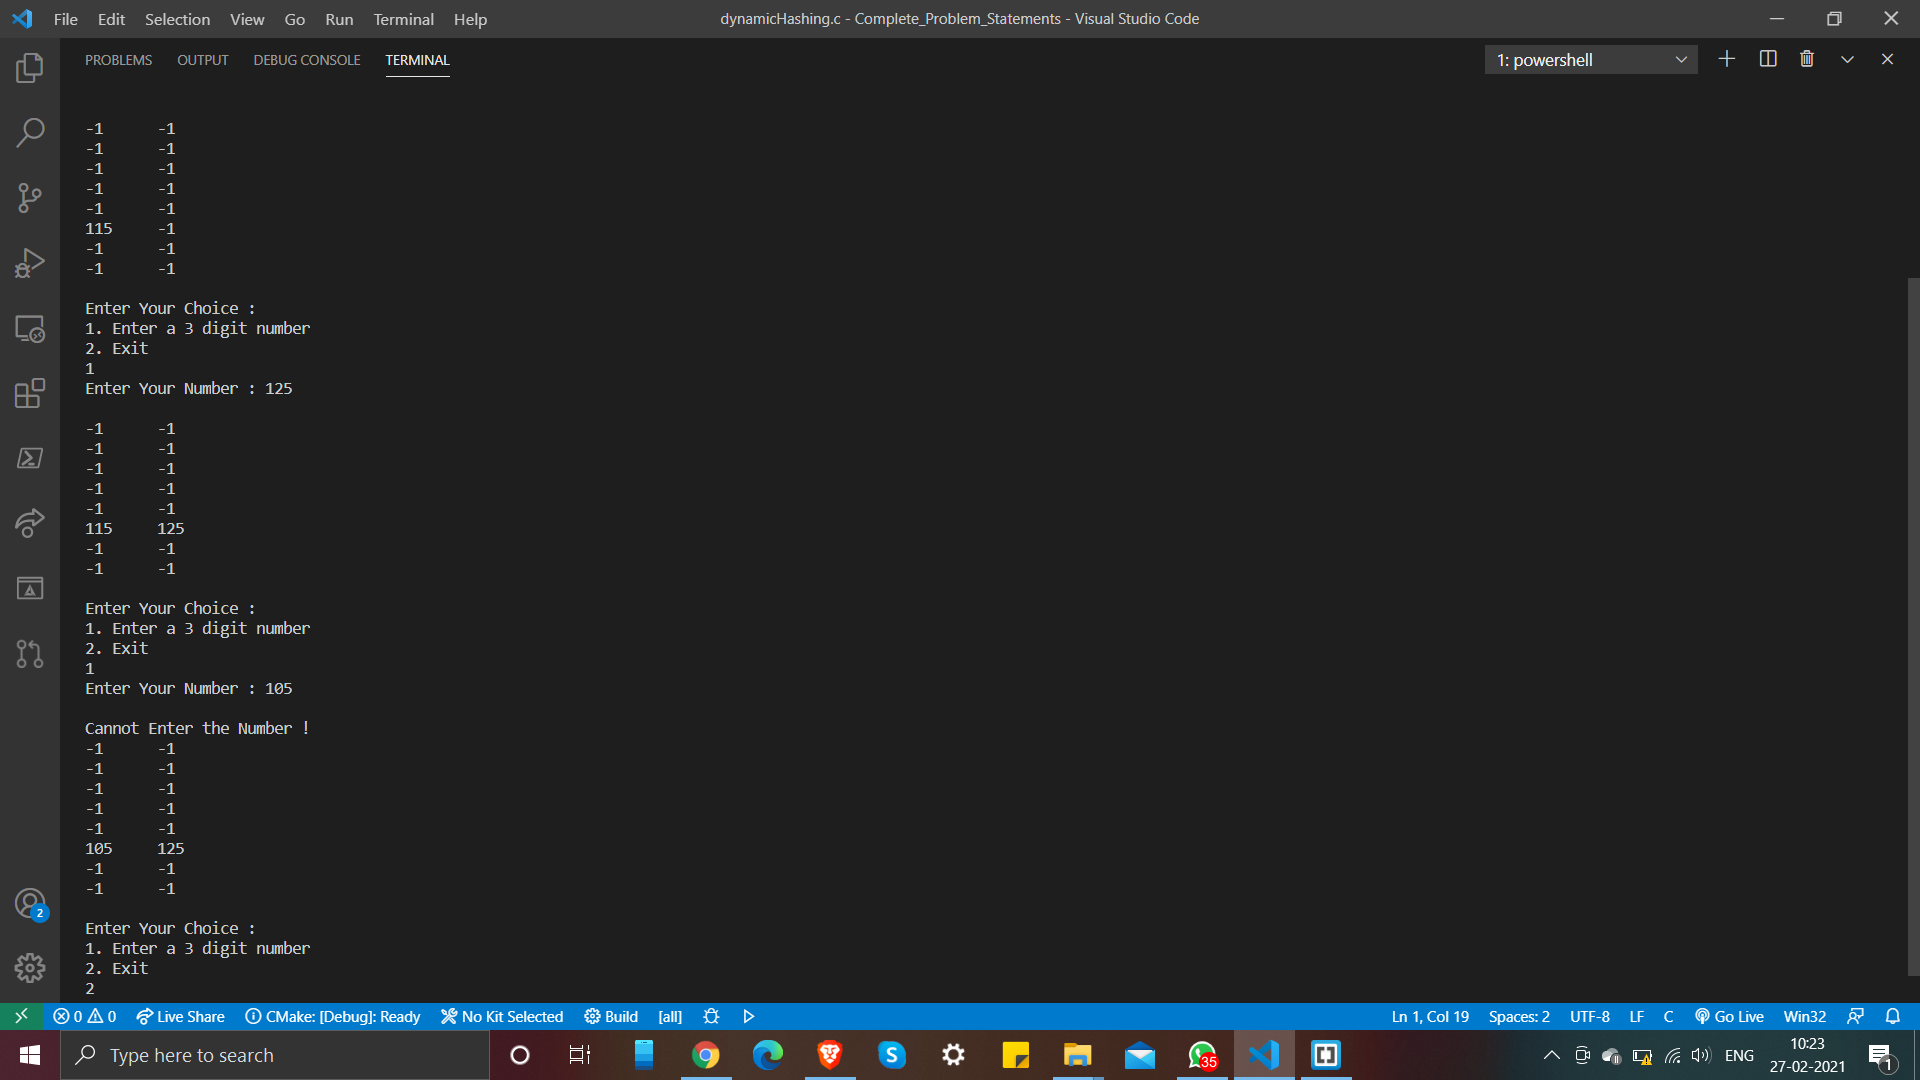 File Edit Selection View Go Run Terminal Help
dynamicHashing.c - Complete_Problem_Statements - Visual Studio Code
PROBLEMS OUTPUT DEBUG CONSOLE TERMINAL
1: powershell
-1 -1
-1 -1
-1 -1
-1 -1
-1 -1
115 -1
-1 -1
-1 -1
Enter Your Choice :
1. Enter a 3 digit number
2. Exit
1
Enter Your Number : 125
-1 -1
-1 -1
-1 -1
-1 -1
-1 -1
115 125
-1 -1
-1 -1
Enter Your Choice :
1. Enter a 3 digit number
2. Exit
1
Enter Your Number : 105
Cannot Enter the Number !
-1 -1
-1 -1
-1 -1
-1 -1
-1 -1
105 125
-1 -1
-1 -1
Enter Your Choice :
1. Enter a 3 digit number
2. Exit
2
2
0 0 Live Share CMake: [Debug]: Ready No Kit Selected Build [all] Ln 1, Col 19 Spaces: 2 UTF-8 LF C Go Live Win32
Type here to search
35
ENG
10:23
27-02-2021
1